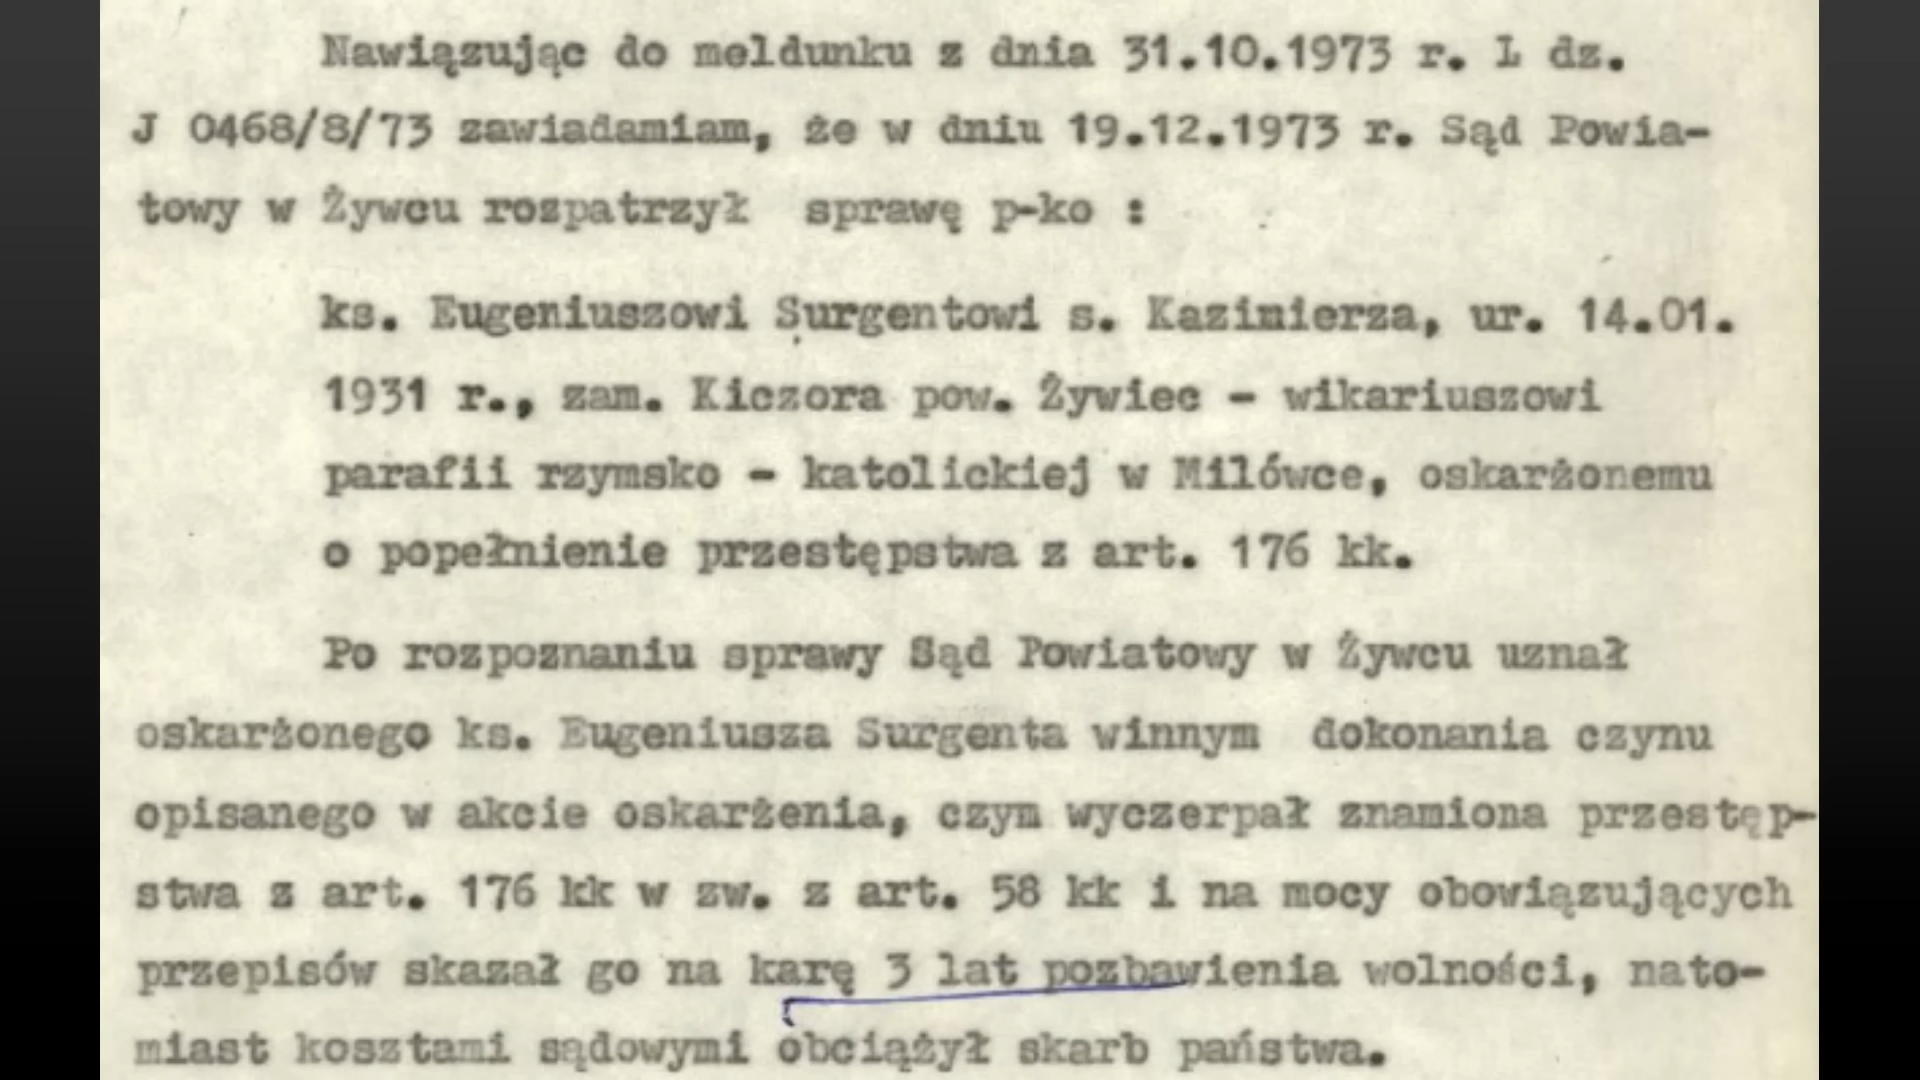 Nawiązując do meldunku z dnia 31.10.1973 r. L dz.
J 0468/8/73 zawiadamiam, że w dniu 19.12.1973 r. Sąd Powia-
towy w Żywcu rozpatrzył sprawę p-ko :
ks. Eugeniuszowi Surgentowi s. Kazimierza, ur. 14.01.
1931 r., zam. Kiczora pow. Żywiec - wikariuszowi
parafii rzymsko - katolickiej w Milówce, oskarżonemu
o popełnienie przestępstwa z art. 176 kk.
Po rozpoznaniu sprawy Sąd Powiatowy w Żywcu uznał
oskarżonego ks. Eugeniusza Surgenta winnym dokonania czynu
opisanego w akcie oskarżenia, czym wyczerpał znamiona przestęp-
stwa z art. 176 kk w zw. z art. 58 kk i na mocy obowiązujących
przepisów skazał go na karę 3 lat pozbawienia wolności, nato-
miast kosztami sądowymi obciążył skarb państwa.